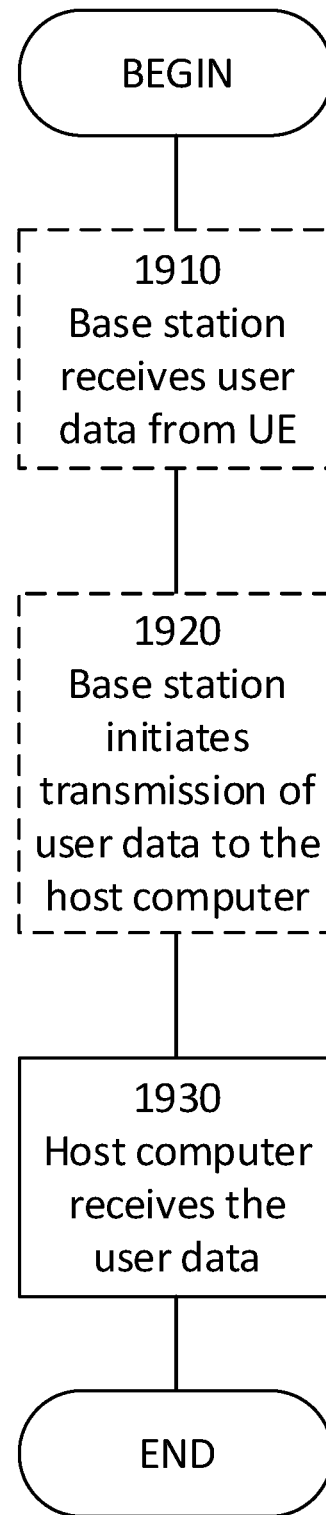 BEGIN
1910
Base station
receives user
data from UE
1920
Base station
initiates
transmission of
user data to the
host computer
1930
Host computer
receives the
user data
END